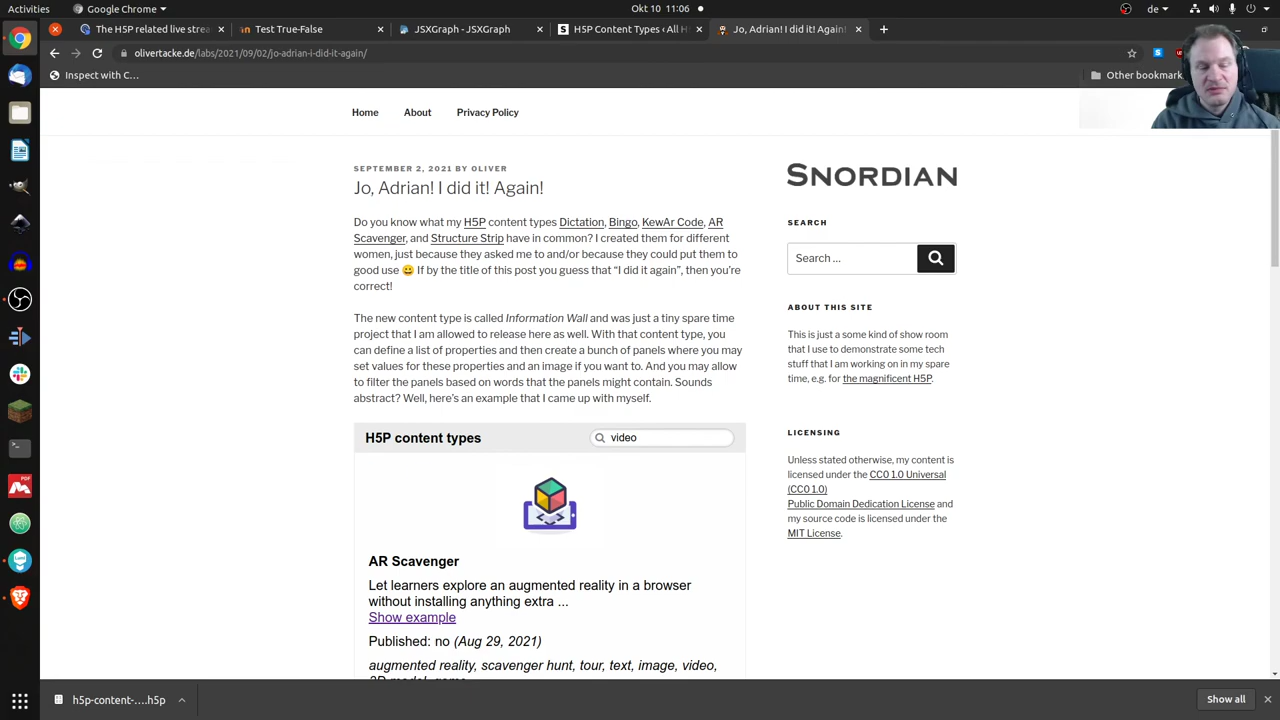 Activities
Google Chrome
Okt 10 11:06
de
The H5P related live strea
Test True-False
JSXGraph - JSXGraph
H5P Content Types ‹ All H
Jo, Adrian! I did it! Again!
olivertacke.de/labs/2021/09/02/jo-adrian-i-did-it-again/
Inspect with C...
Other bookmark
Home
About
Privacy Policy
SEPTEMBER 2, 2021 BY OLIVER
Jo, Adrian! I did it! Again!
Do you know what my H5P content types Dictation, Bingo, KewAr Code, AR
Scavenger, and Structure Strip have in common? I created them for different
women, just because they asked me to and/or because they could put them to
good use 😀 If by the title of this post you guess that “I did it again”, then you’re
correct!
The new content type is called Information Wall and was just a tiny spare time
project that I am allowed to release here as well. With that content type, you
can define a list of properties and then create a bunch of panels where you may
set values for these properties and an image if you want to. And you may allow
to filter the panels based on words that the panels might contain. Sounds
abstract? Well, here’s an example that I came up with myself.
H5P content types
video
AR Scavenger
Let learners explore an augmented reality in a browser
without installing anything extra ...
Show example
Published: no (Aug 29, 2021)
augmented reality, scavenger hunt, tour, text, image, video,
SNORDIAN
SEARCH
Search …
ABOUT THIS SITE
This is just a some kind of show room
that I use to demonstrate some tech
stuff that I am working on in my spare
time, e.g. for the magnificent H5P.
LICENSING
Unless stated otherwise, my content is
licensed under the CC0 1.0 Universal
(CC0 1.0)
Public Domain Dedication License and
my source code is licensed under the
MIT License.
h5p-content-....h5p
Show all